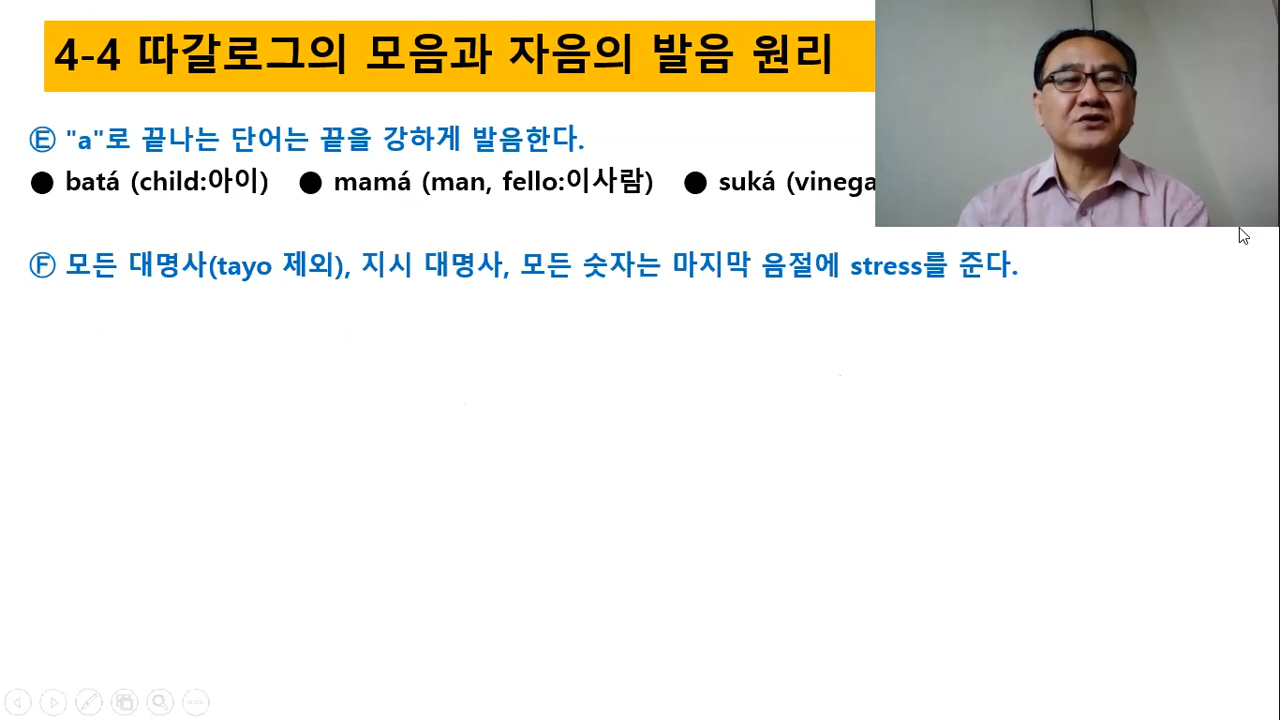 4-4 따갈로그의 모음과 자음의 발음 원리
Ⓔ "a"로 끝나는 단어는 끝을 강하게 발음한다.
● batá (child:아이) ● mamá (man, fello:이사람) ● suká (vinega
Ⓕ 모든 대명사(tayo 제외), 지시 대명사, 모든 숫자는 마지막 음절에 stress를 준다.